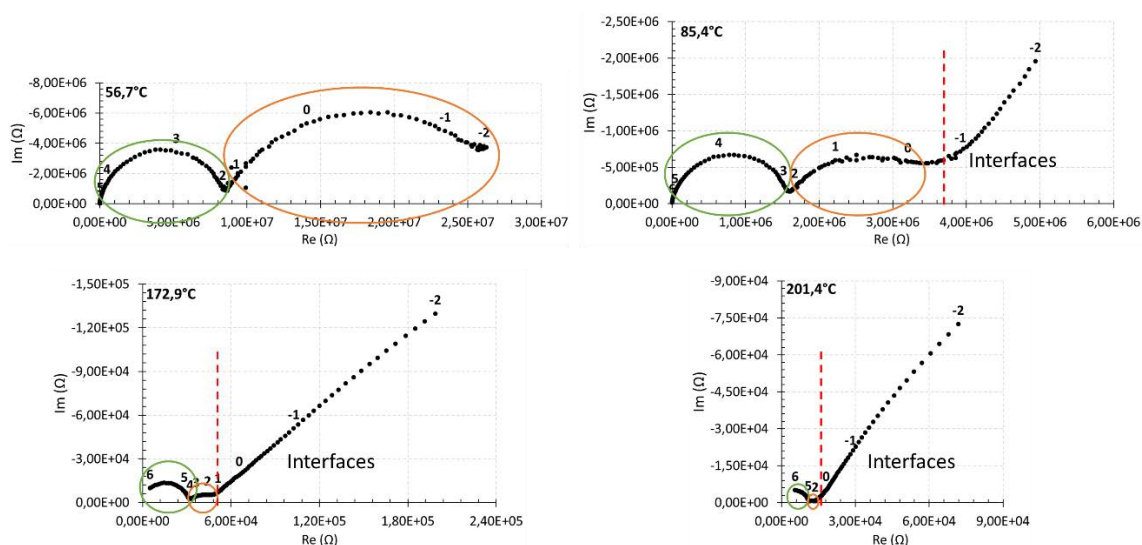 56,7°C
-8,00E+06
-6,00E+06
-4,00E+06
-2,00E+06
0,00E+00
Im (Ω)
5
4
3
2
1
0
-1
-2
0,00E+00 5,00E+06 1,00E+07 1,50E+07 2,00E+07 2,50E+07 3,00E+07
Re (Ω)
85,4°C
-2,50E+06
-2,00E+06
-1,50E+06
-1,00E+06
-5,00E+05
0,00E+00
Im (Ω)
6
5
4
3
2
1
0
-1
-2
Interfaces
0,00E+00 1,00E+06 2,00E+06 3,00E+06 4,00E+06 5,00E+06 6,00E+06
Re (Ω)
172,9°C
-1,50E+05
-1,20E+05
-9,00E+04
-6,00E+04
-3,00E+04
0,00E+00
Im (Ω)
6
5
4
3
2
1
0
-1
-2
Interfaces
0,00E+00 6,00E+04 1,20E+05 1,80E+05 2,40E+05
Re (Ω)
201,4°C
-9,00E+04
-7,50E+04
-6,00E+04
-4,50E+04
-3,00E+04
-1,50E+04
0,00E+00
Im (Ω)
6
5
2
0
-1
-2
Interfaces
0,00E+00 3,00E+04 6,00E+04 9,00E+04
Re (Ω)